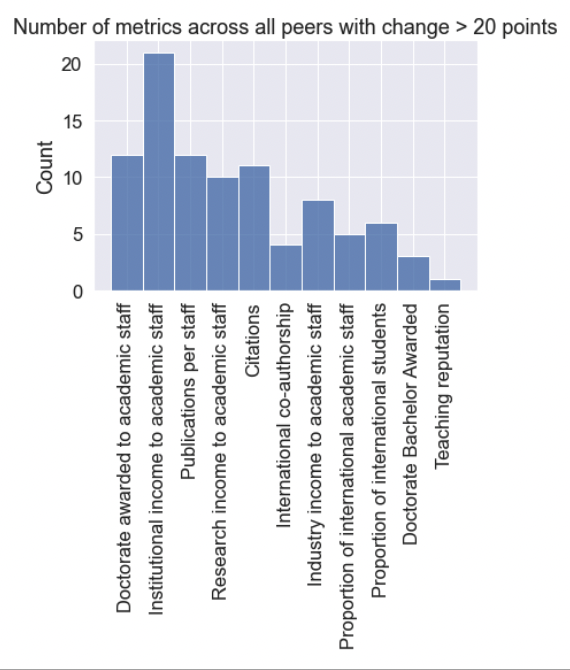 Number of metrics across all peers with change > 20 points
20
15
10
5
0
Count
Doctorate awarded to academic staff
Institutional income to academic staff
Publications per staff
Research income to academic staff
Citations
International co-authorship
Industry income to academic staff
Proportion of international academic staff
Proportion of international students
Doctorate Bachelor Awarded
Teaching reputation